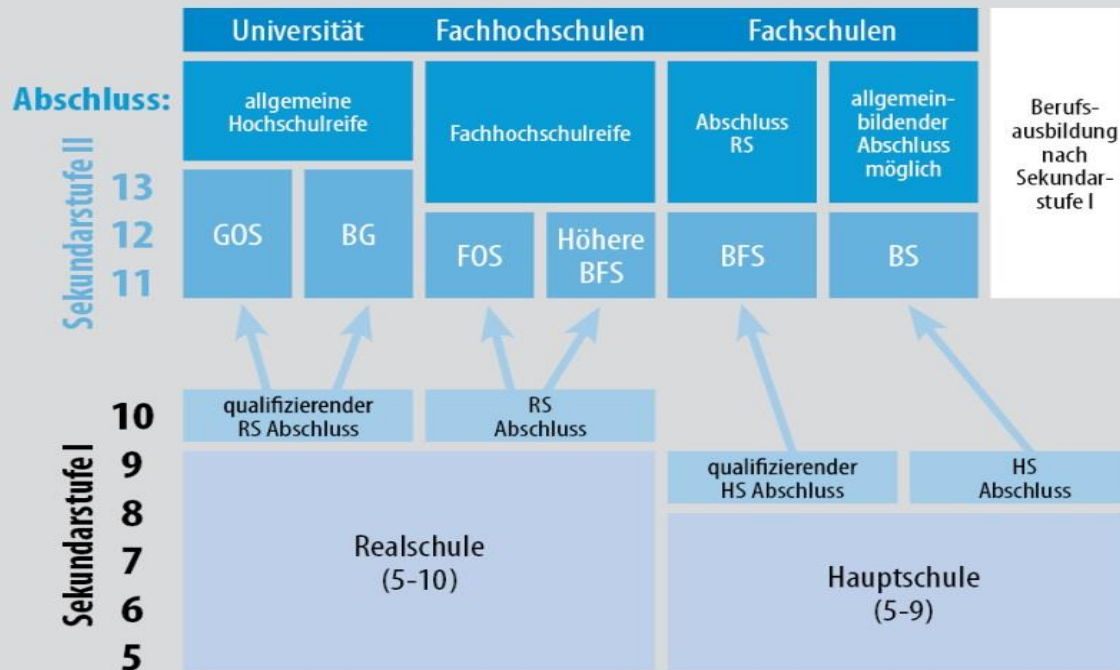 Universität Fachhochschulen Fachschulen
Abschluss:
allgemeine
Hochschulreife
Fachhochschulreife
Abschluss
RS
allgemein-
bildender
Abschluss
möglich
Berufs-
ausbildung
nach
Sekundar-
stufe I
Sekundarstufe II
13
12
11
GOS
BG
FOS
Höhere
BFS
BFS
BS
Sekundarstufe I
10
9
8
7
6
5
qualifizierender
RS Abschluss
RS
Abschluss
qualifizierender
HS Abschluss
HS
Abschluss
Realschule
(5-10)
Hauptschule
(5-9)